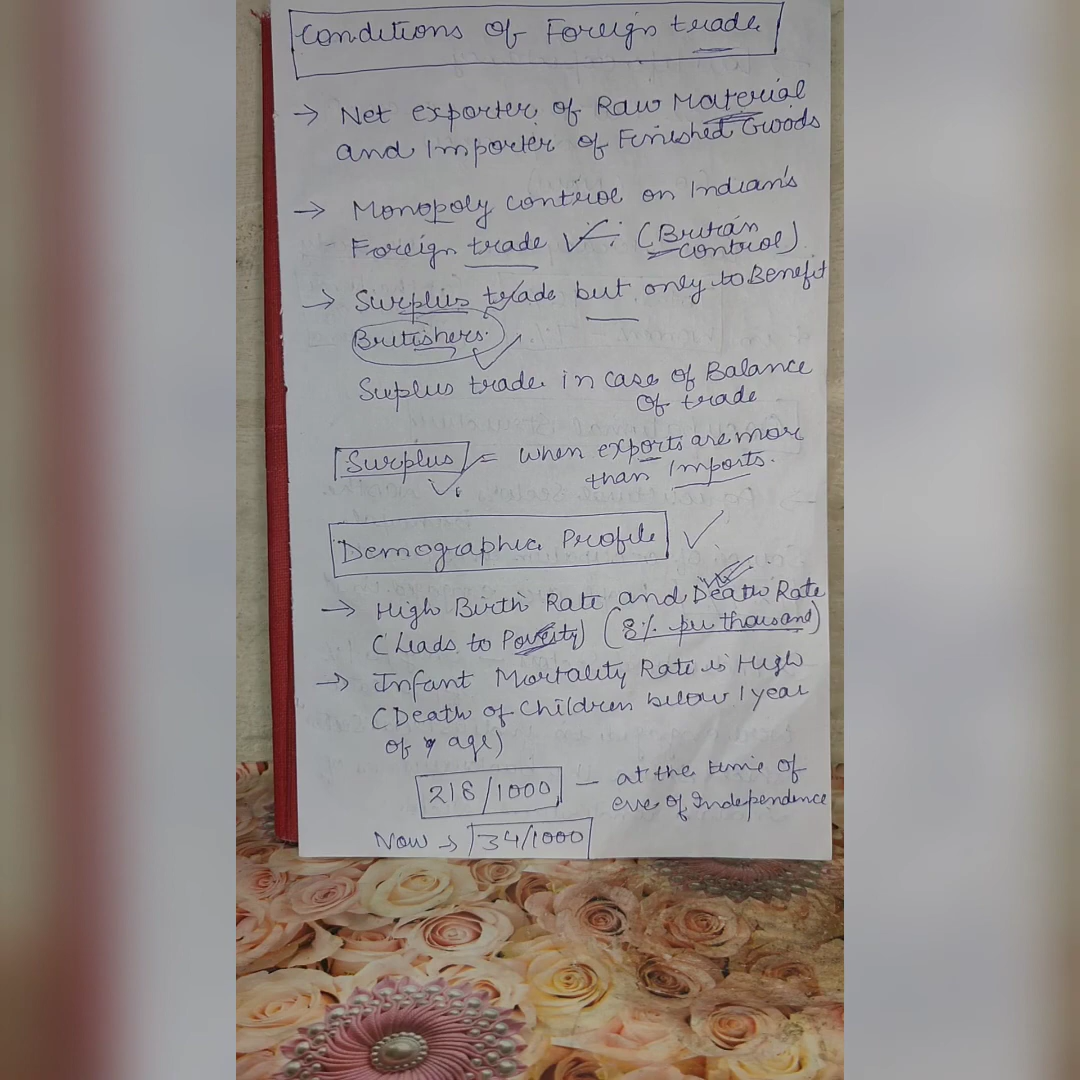 Conditions of Foreign trade
→ Net exporter of Raw Material
and Importer of Finished Goods
→ Monopoly control on Indian's
Foreign trade (Britain control)
→ Surplus trade but only to Benefit
Britishers.
Suplus trade in case of Balance
Of trade
Surplus = when exports are more
than Imports.
Demographic Profile
→ High Birth Rate and Death Rate
(Leads to Poverty) (8% per thousand)
→ Infant Mortality Rate is High
(Death of Children below 1 year
of age)
218/1000 – at the time of
eve of Independence
Now → 34/1000